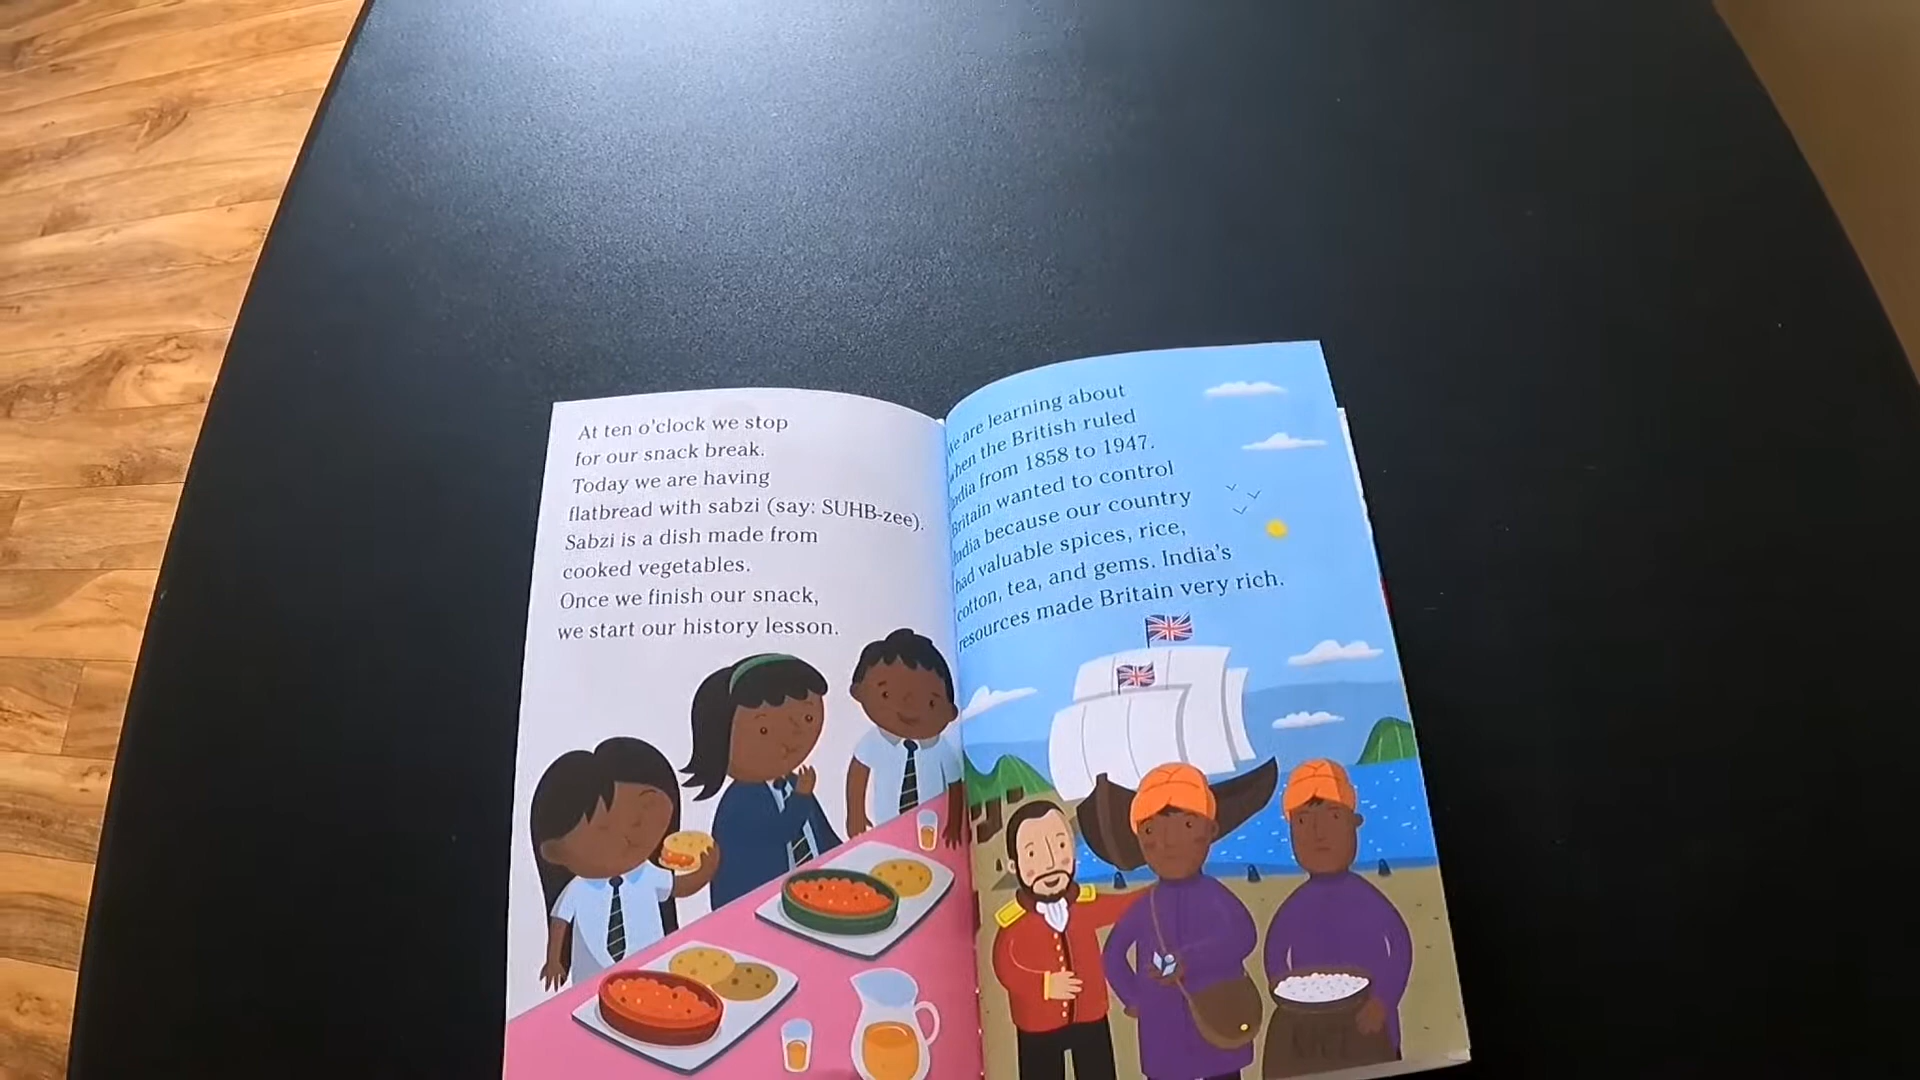 At ten o'clock we stop
for our snack break.
Today we are having
flatbread with sabzi (say: SUHB-zee).
Sabzi is a dish made from
cooked vegetables.
Once we finish our snack,
we start our history lesson.
We are learning about
when the British ruled
India from 1858 to 1947.
Britain wanted to control
India because our country
had valuable spices, rice,
cotton, tea, and gems. India's
resources made Britain very rich.